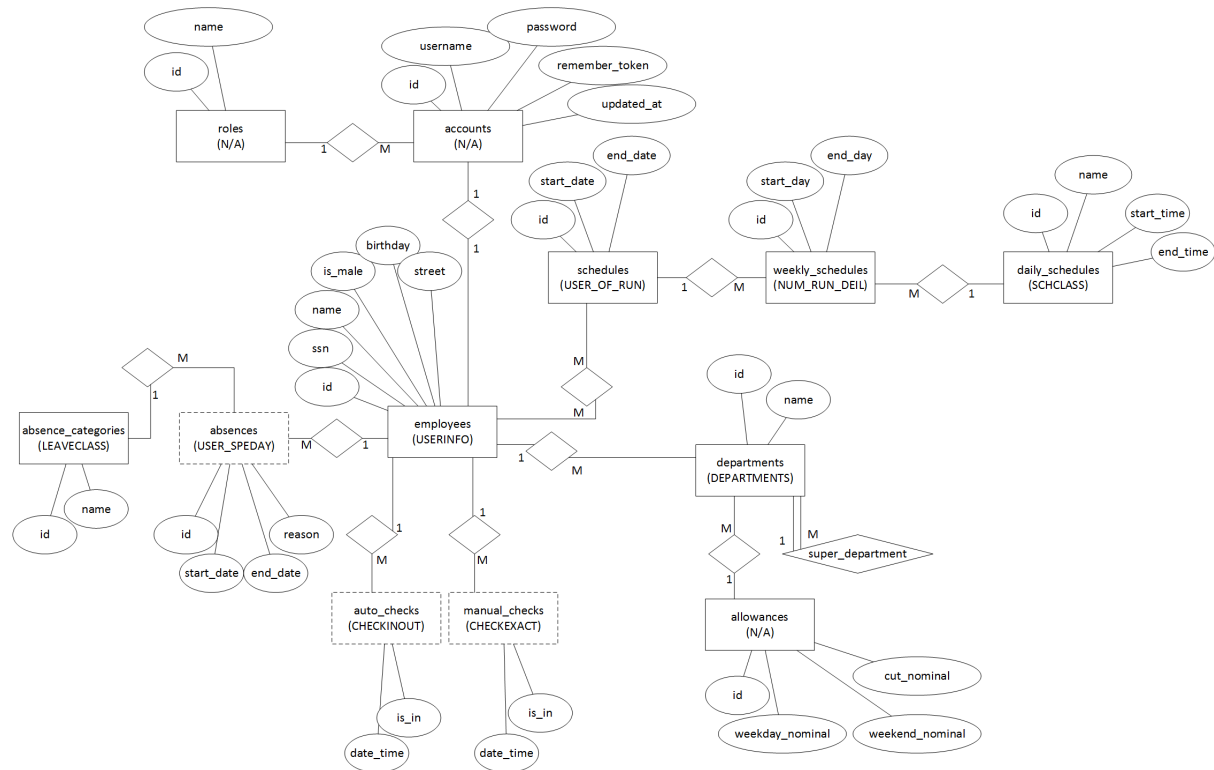 name
password
username
remember_token
id
id
updated_at
roles
(N/A)
accounts
(N/A)
1
M
end_date
end_day
name
start_date
start_day
1
id
id
id
start_time
birthday
end_time
is_male
street
1
schedules
(USER_OF_RUN)
weekly_schedules
(NUM_RUN_DEIL)
daily_schedules
(SCHCLASS)
1
M
M
1
name
ssn
M
M
id
id
1
name
absence_categories
(LEAVECLASS)
absences
(USER_SPEDAY)
employees
(USERINFO)
M
M
1
1
M
departments
(DEPARTMENTS)
name
id
id
reason
start_date
end_date
1
1
M
1
M
super_department
M
M
1
auto_checks
(CHECKINOUT)
manual_checks
(CHECKEXACT)
allowances
(N/A)
cut_nominal
id
is_in
is_in
weekday_nominal
weekend_nominal
date_time
date_time